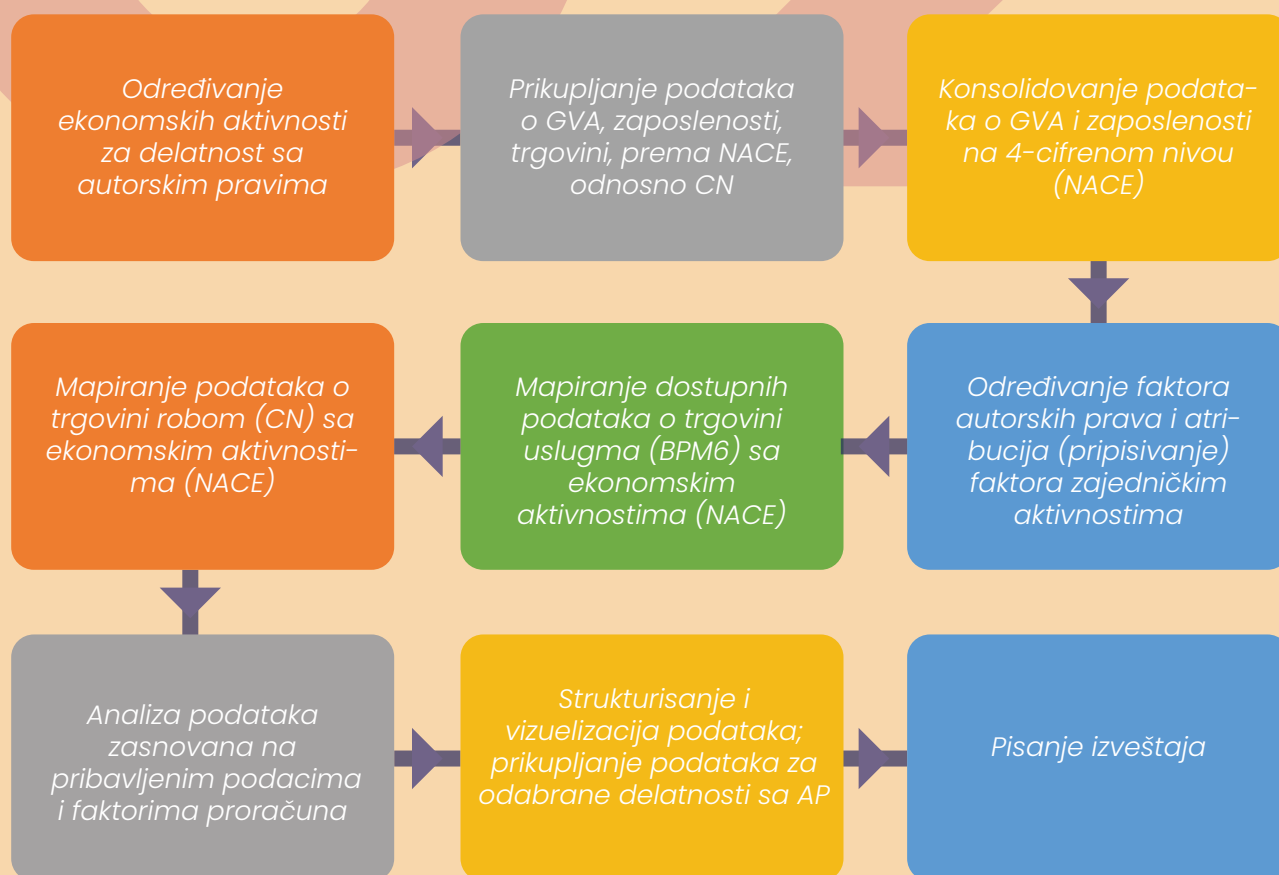 Određivanje
ekonomskih aktivnosti
za delatnost sa
autorskim pravima
Prikupljanje podataka
o GVA, zaposlenosti,
trgovini, prema NACE,
odnosno CN
Konsolidovanje podata-
ka o GVA i zaposlenosti
na 4-cifrenom nivou
(NACE)
Određivanje faktora
autorskih prava i atri-
bucija (pripisivanje)
faktora zajedničkim
aktivnostima
Mapiranje dostupnih
podataka o trgovini
uslugma (BPM6) sa
ekonomskim
aktivnostima (NACE)
Mapiranje podataka o
trgovini robom (CN) sa
ekonomskim aktivnosti-
ma (NACE)
Analiza podataka
zasnovana na
pribavljenim podacima
i faktorima proračuna
Strukturisanje i
vizuelizacija podataka;
prikupljanje podataka za
odabrane delatnosti sa AP
Pisanje izveštaja